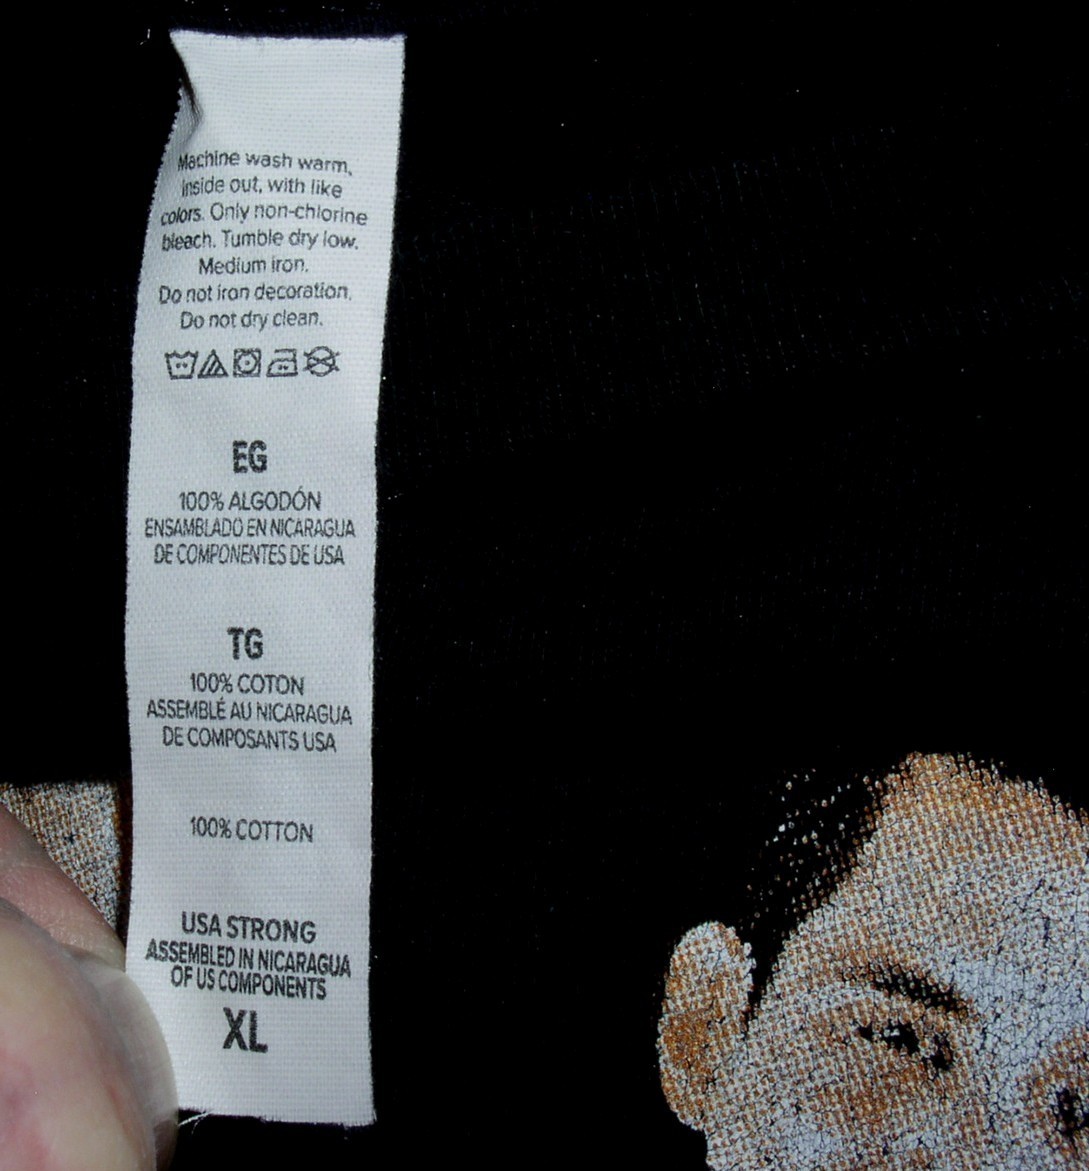 Machine wash warm,
inside out, with like
colors. Only non-chlorine
bleach. Tumble dry low.
Medium iron.
Do not iron decoration.
Do not dry clean.
EG
100% ALGODÓN
ENSAMBLADO EN NICARAGUA
DE COMPONENTES DE USA
TG
100% COTON
ASSEMBLÉ AU NICARAGUA
DE COMPOSANTS USA
100% COTTON
USA STRONG
ASSEMBLED IN NICARAGUA
OF US COMPONENTS
XL